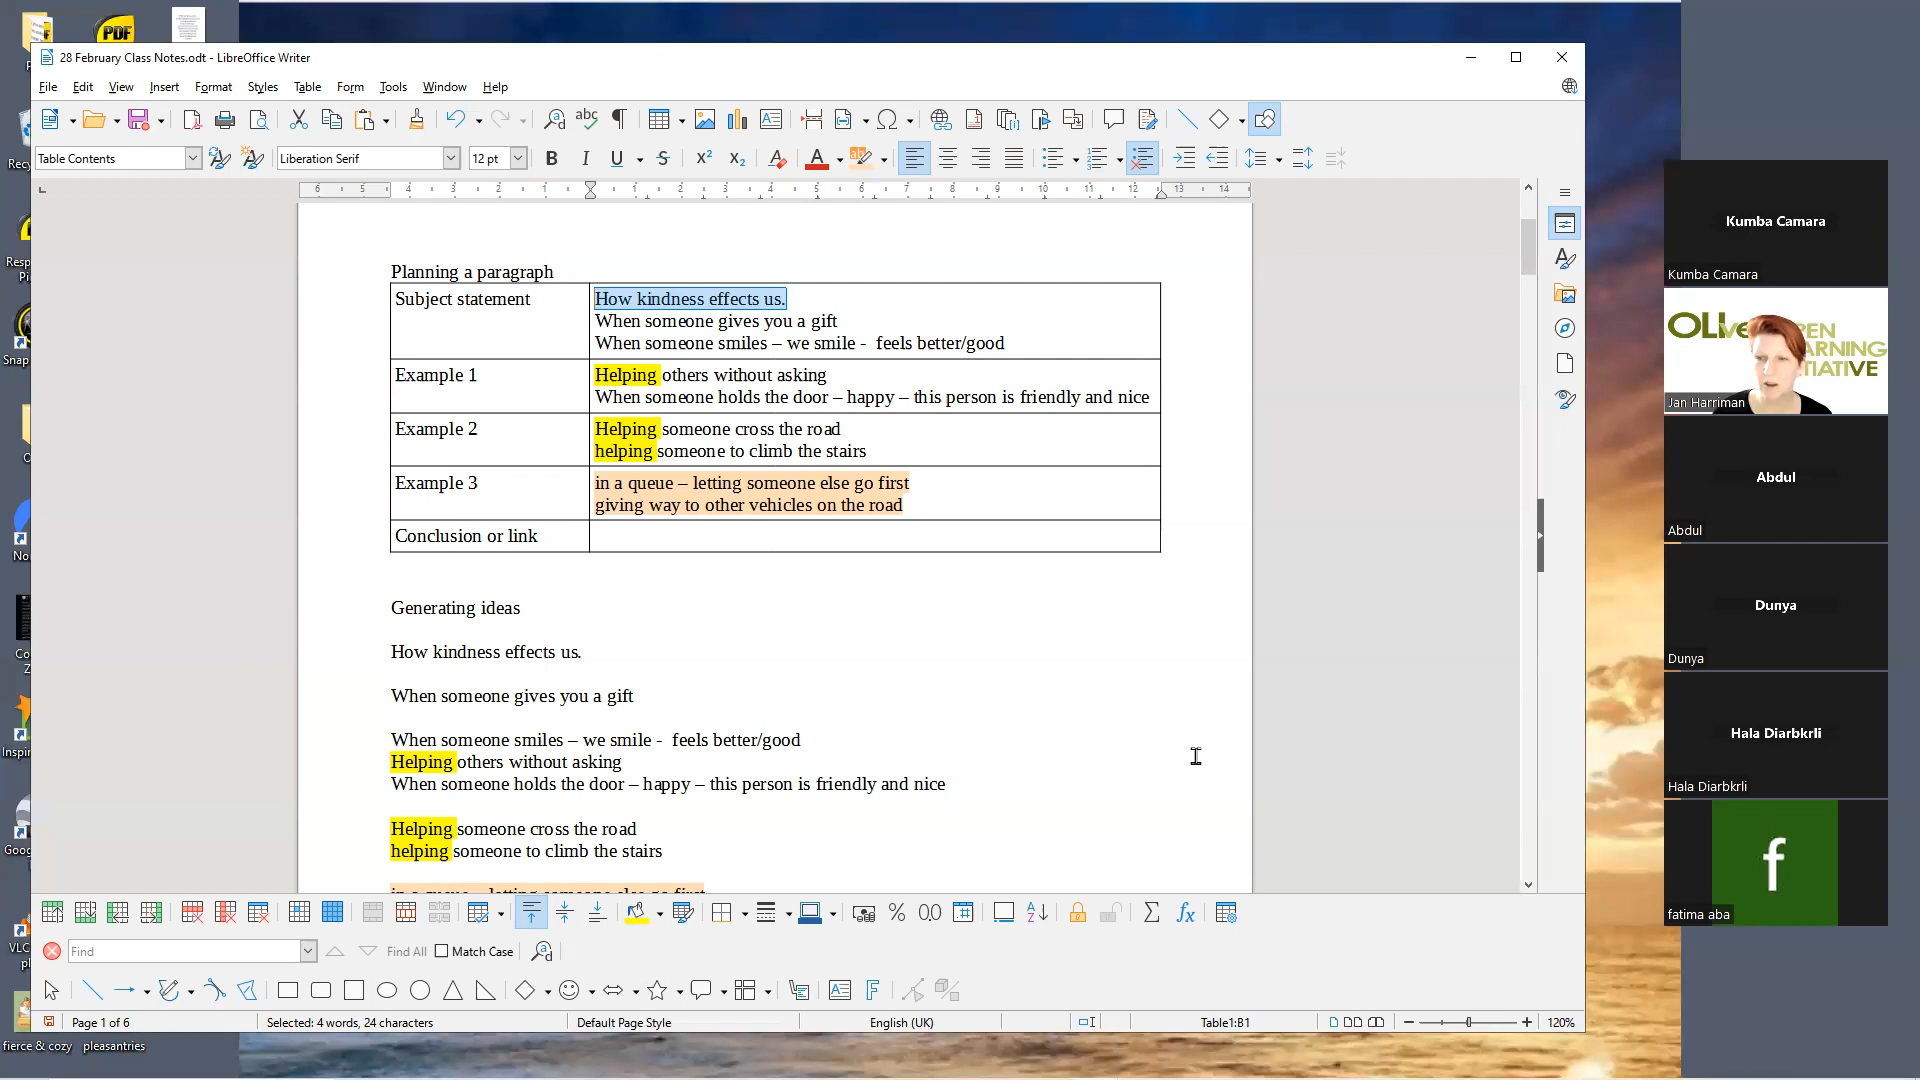 PDF
28 February Class Notes.odt - LibreOffice Writer
File Edit View Insert Format Styles Table Form Tools Window Help
Table Contents Liberation Serif 12 pt
Planning a paragraph
Subject statement How kindness effects us.
When someone gives you a gift
When someone smiles – we smile - feels better/good
Example 1 Helping others without asking
When someone holds the door – happy – this person is friendly and nice
Example 2 Helping someone cross the road
helping someone to climb the stairs
Example 3 in a queue – letting someone else go first
giving way to other vehicles on the road
Conclusion or link
Generating ideas
How kindness effects us.
When someone gives you a gift
When someone smiles – we smile - feels better/good
Helping others without asking
When someone holds the door – happy – this person is friendly and nice
Helping someone cross the road
helping someone to climb the stairs
in a queue – letting someone else go first
Find Find All Match Case
Page 1 of 6 Selected: 4 words, 24 characters Default Page Style English (UK) Table1:B1 120%
fierce & cozy pleasantries
Kumba Camara
Kumba Camara
Jan Harriman
Abdul
Abdul
Dunya
Dunya
Hala Diarbkrli
Hala Diarbkrli
f
fatima aba